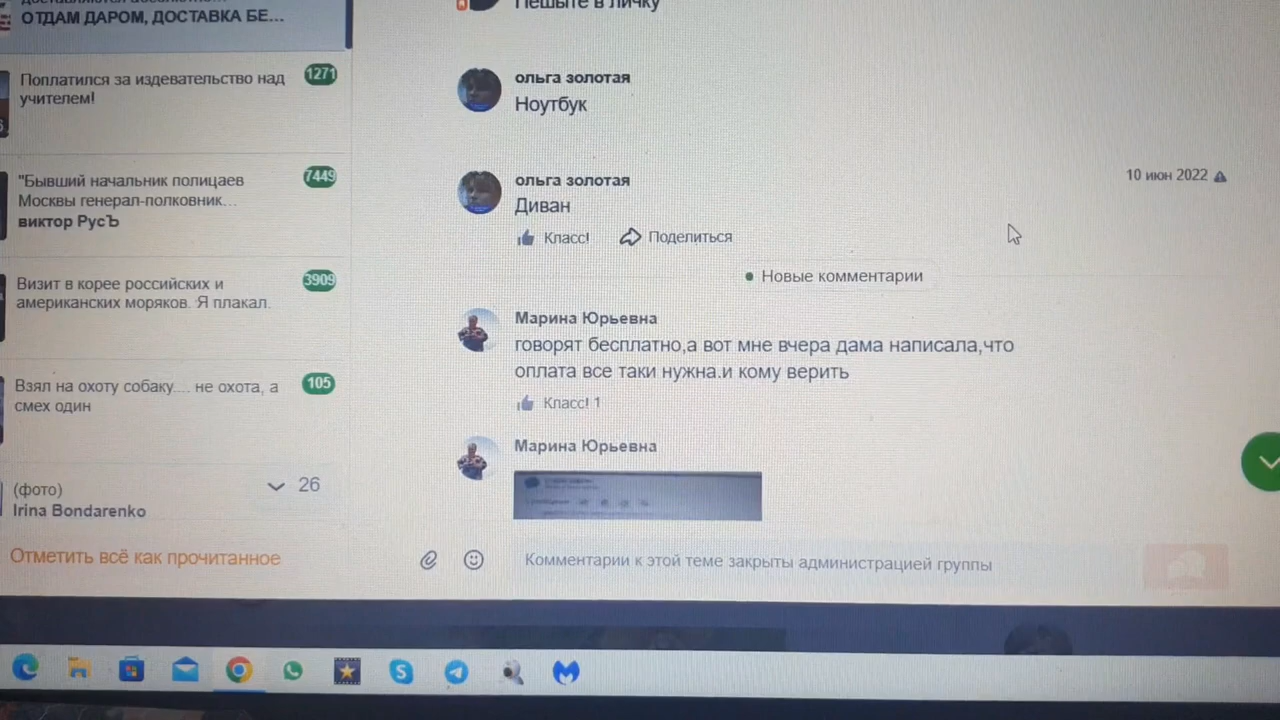 ОТДАМ ДАРОМ, ДОСТАВКА БЕ...
Поплатился за издевательство над
учителем!
1271
"Бывший начальник полицаев
Москвы генерал-полковник...
виктор РусЪ
7449
Визит в корее российских и
американских моряков. Я плакал.
3909
Взял на охоту собаку.... не охота, а
смех один
105
(фото)
Irina Bondarenko
26
Отметить всё как прочитанное
Пешыте в личку
ольга золотая
Ноутбук
ольга золотая
10 июн 2022
Диван
Класс!
Поделиться
Новые комментарии
Марина Юрьевна
говорят бесплатно,а вот мне вчера дама написала,что
оплата все таки нужна.и кому верить
Класс! 1
Марина Юрьевна
Комментарии к этой теме закрыты администрацией группы